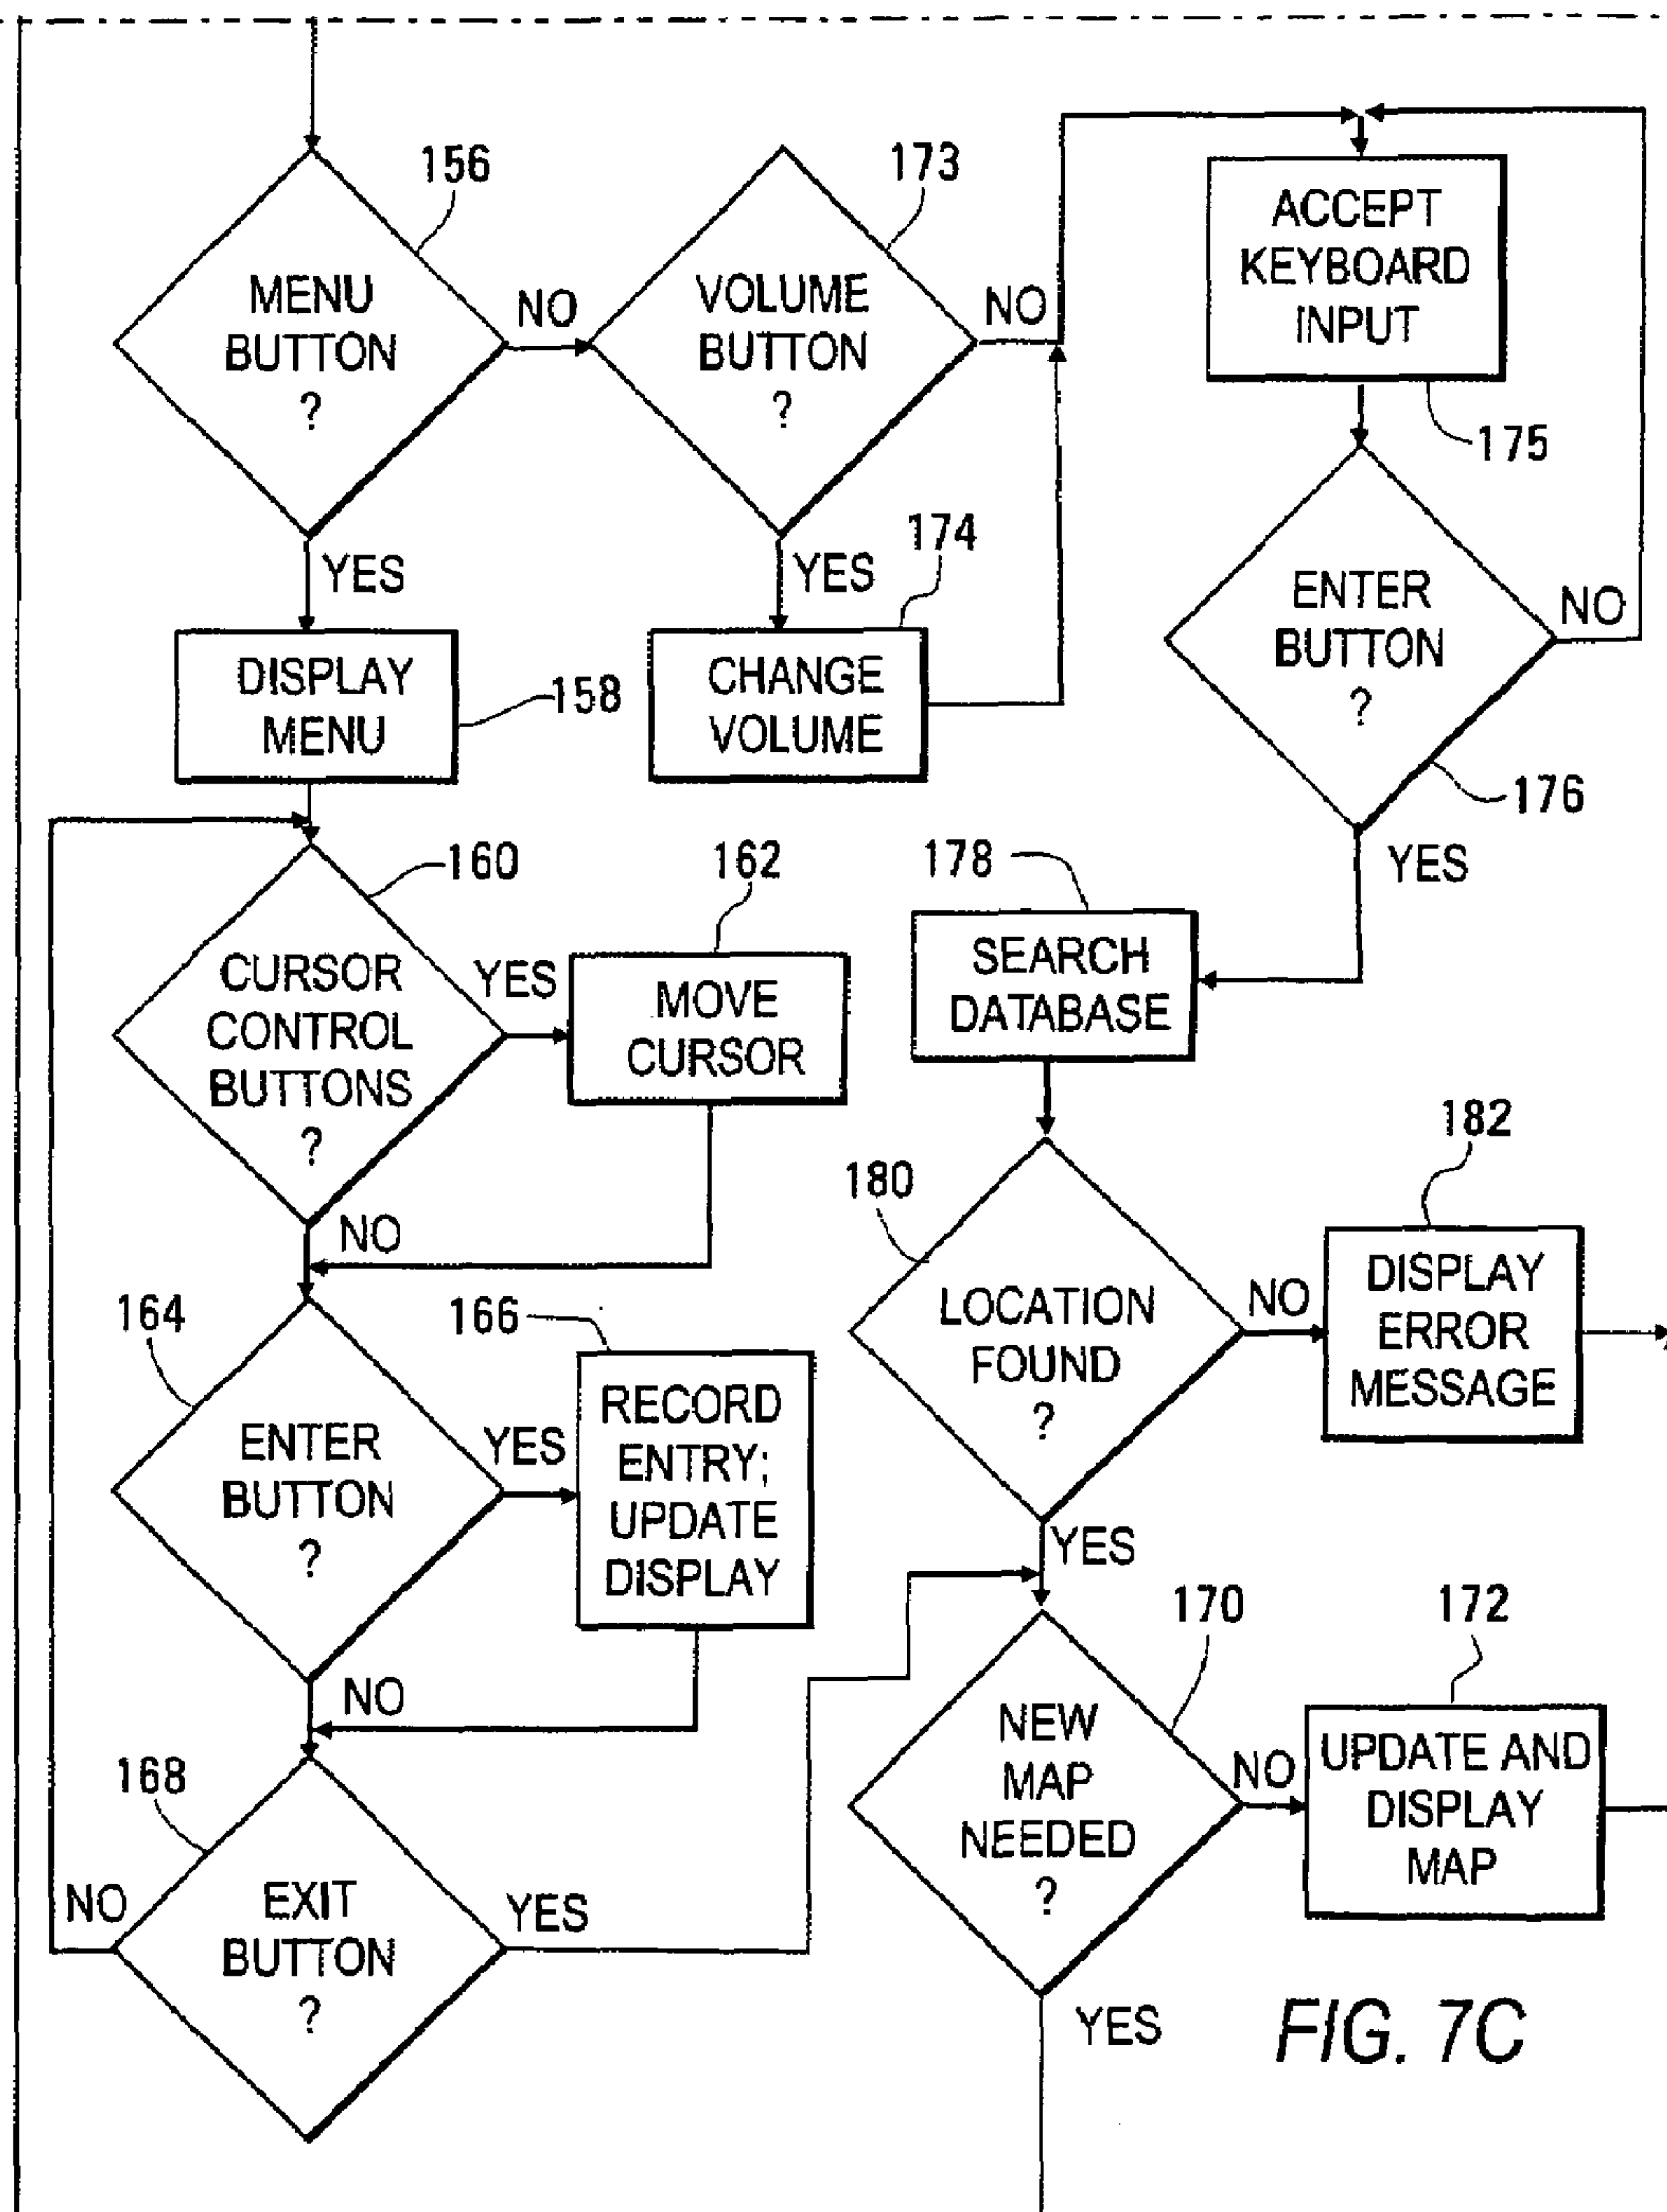 156
MENU
BUTTON
?
NO
YES
173
VOLUME
BUTTON
?
NO
YES
174
CHANGE
VOLUME
DISPLAY
MENU
158
ACCEPT
KEYBOARD
INPUT
175
ENTER
BUTTON
?
NO
176
YES
160
CURSOR
CONTROL
BUTTONS
?
YES
NO
162
MOVE
CURSOR
178
SEARCH
DATABASE
180
LOCATION
FOUND
?
NO
YES
182
DISPLAY
ERROR
MESSAGE
164
ENTER
BUTTON
?
YES
NO
166
RECORD
ENTRY;
UPDATE
DISPLAY
168
EXIT
BUTTON
?
NO
YES
170
NEW
MAP
NEEDED
?
NO
YES
172
UPDATE AND
DISPLAY
MAP
FIG. 7C